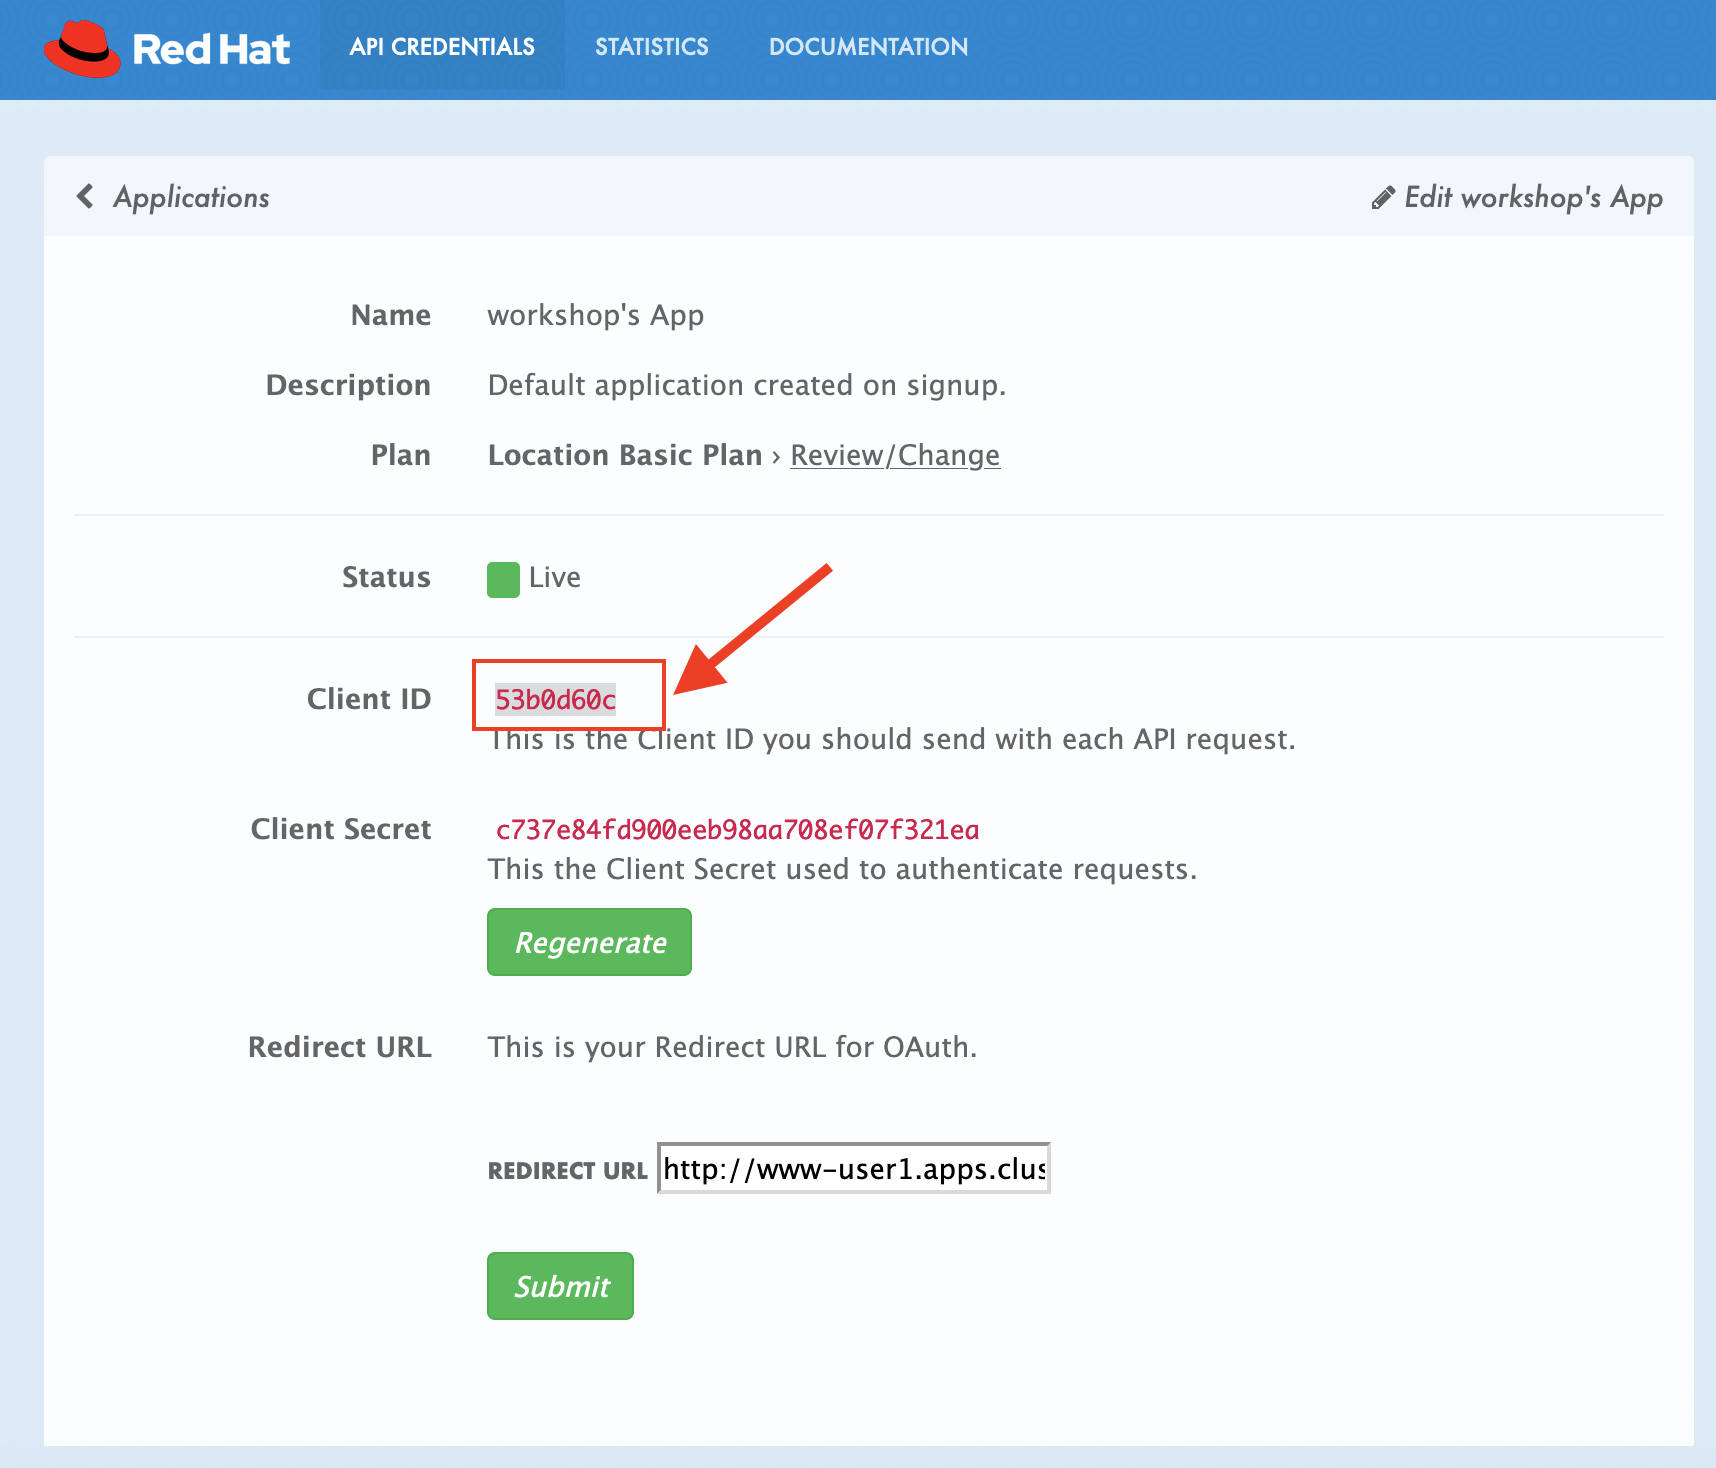 Red Hat API CREDENTIALS STATISTICS DOCUMENTATION
Applications Edit workshop's App
Name workshop's App
Description Default application created on signup.
Plan Location Basic Plan › Review/Change
Status Live
Client ID 53b0d60c
This is the Client ID you should send with each API request.
Client Secret c737e84fd900eeb98aa708ef07f321ea
This the Client Secret used to authenticate requests.
Regenerate
Redirect URL This is your Redirect URL for OAuth.
REDIRECT URL http://www-user1.apps.clus
Submit